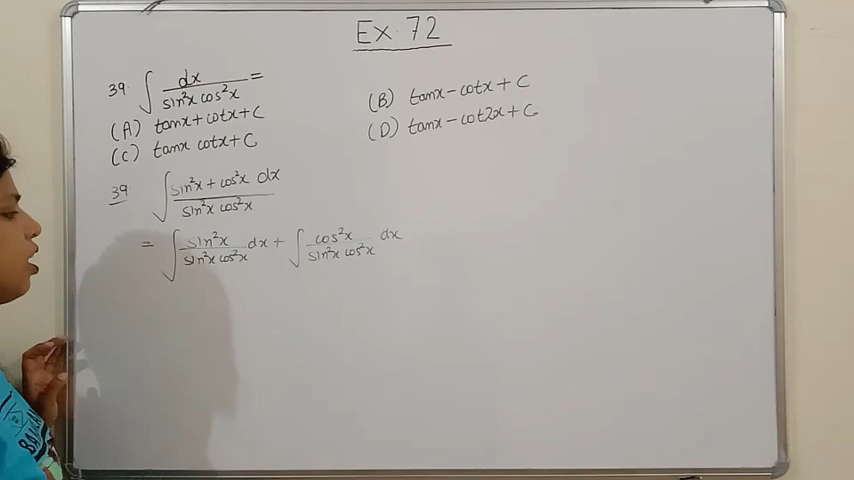 Ex 72
39. ∫ dx / sin²x cos²x =
(A) tanx + cotx + C
(B) tanx - cotx + C
(C) tanx cotx + C
(D) tanx - cot2x + C
39 ∫ sin²x + cos²x dx / sin²x cos²x
= ∫ sin²x / sin²x cos²x dx + ∫ cos²x / sin²x cos²x dx